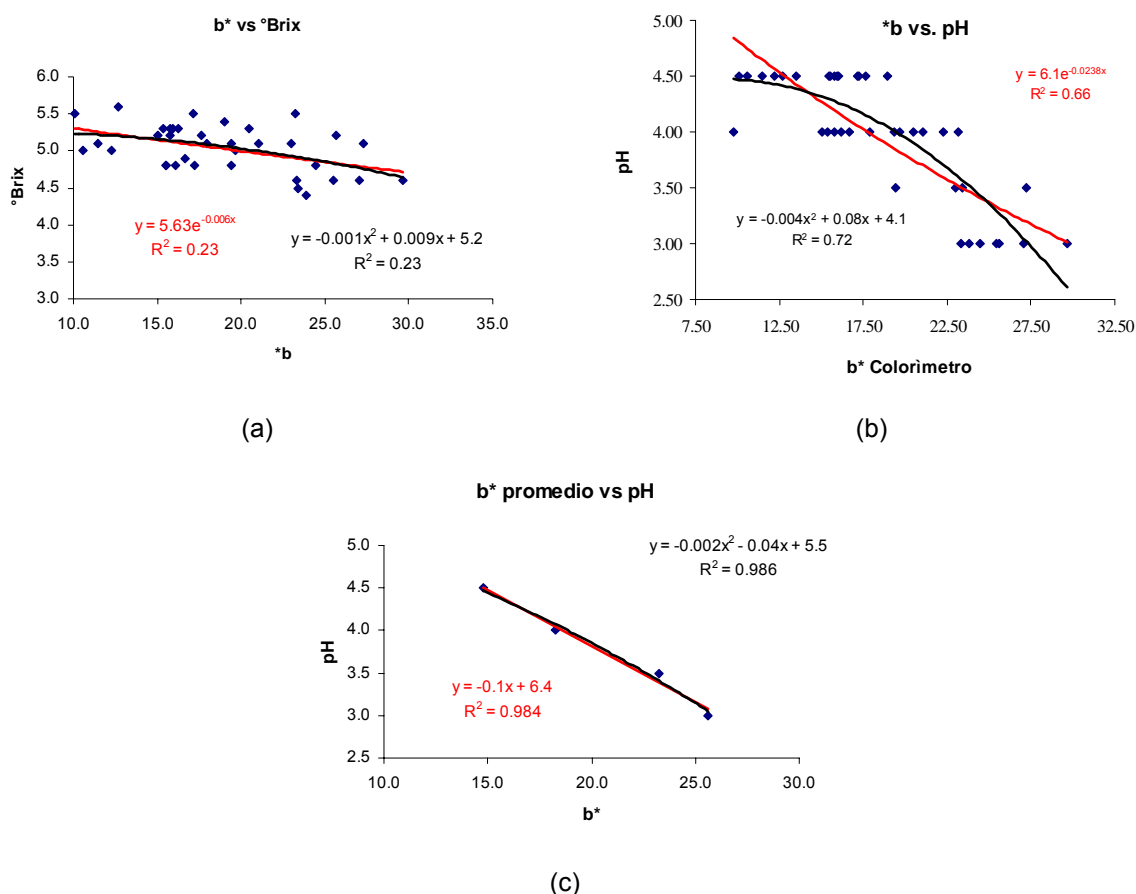 b* vs °Brix
6.0
5.5
5.0
4.5
4.0
3.5
3.0
°Brix
y = 5.63e^-0.006x
R² = 0.23
y = -0.001x² + 0.009x + 5.2
R² = 0.23
10.0 15.0 20.0 25.0 30.0 35.0
*b
(a)
*b vs. pH
5.00
4.50
4.00
3.50
3.00
2.50
pH
y = 6.1e^-0.0238x
R² = 0.66
y = -0.004x² + 0.08x + 4.1
R² = 0.72
7.50 12.50 17.50 22.50 27.50 32.50
b* Colorìmetro
(b)
b* promedio vs pH
5.0
4.5
4.0
3.5
3.0
2.5
pH
y = -0.002x² - 0.04x + 5.5
R² = 0.986
y = -0.1x + 6.4
R² = 0.984
10.0 15.0 20.0 25.0 30.0
b*
(c)